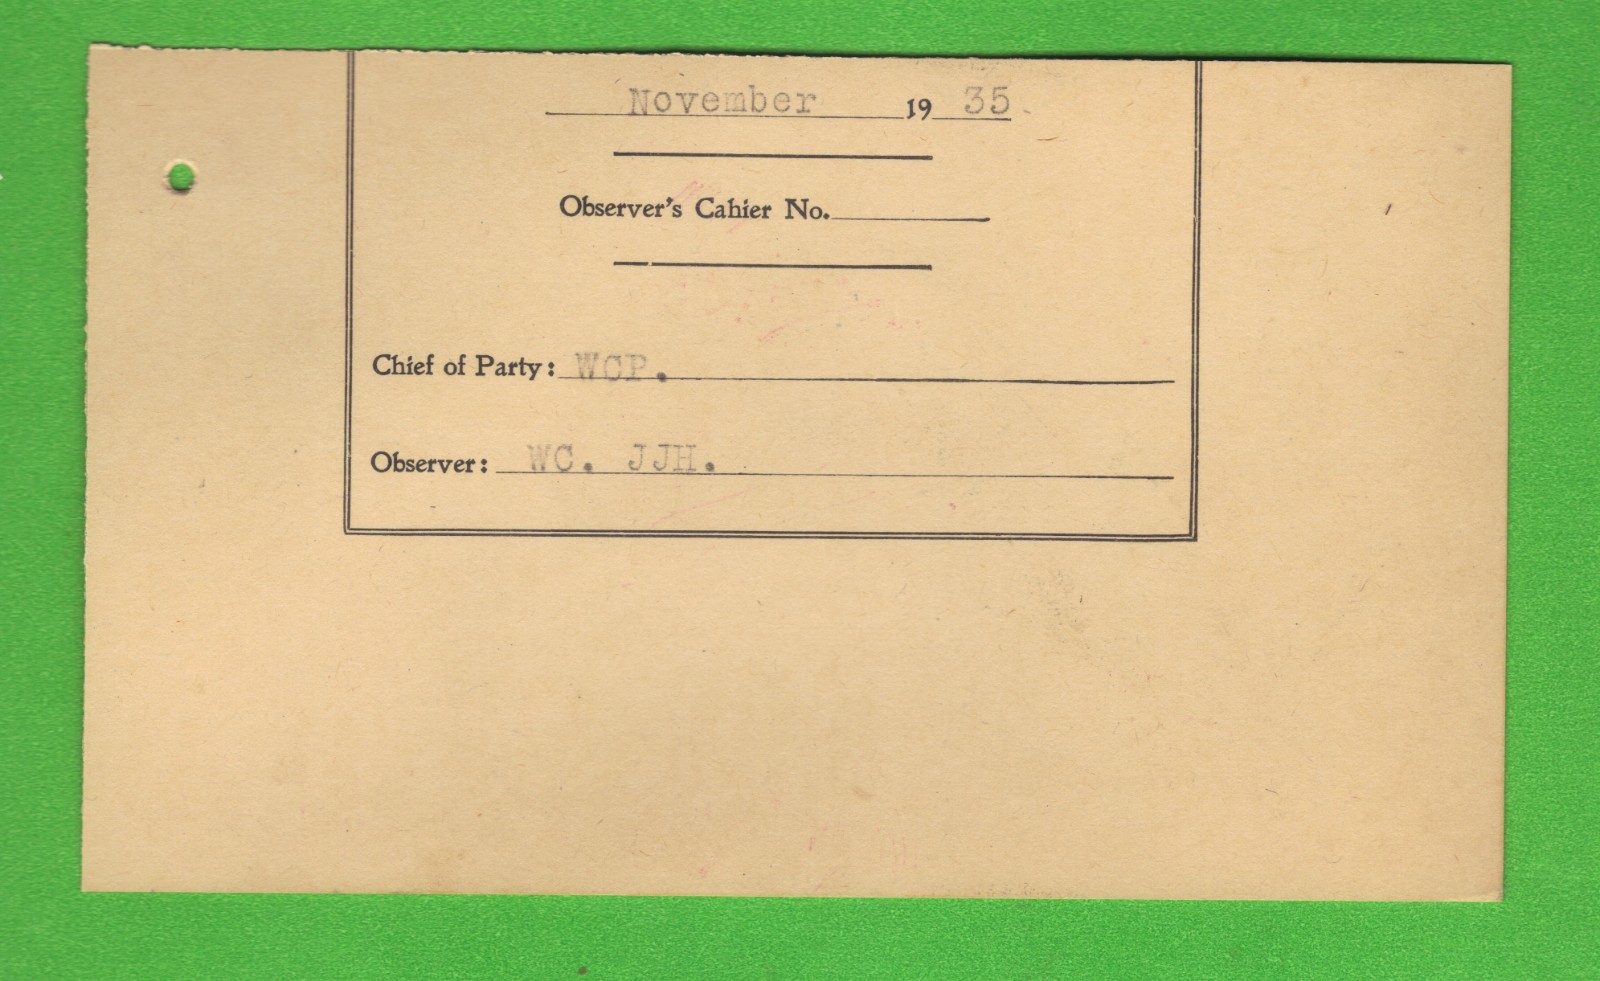 November 19 35
Observer's Cahier No.
Chief of Party: WCP.
Observer: WC. JJH.